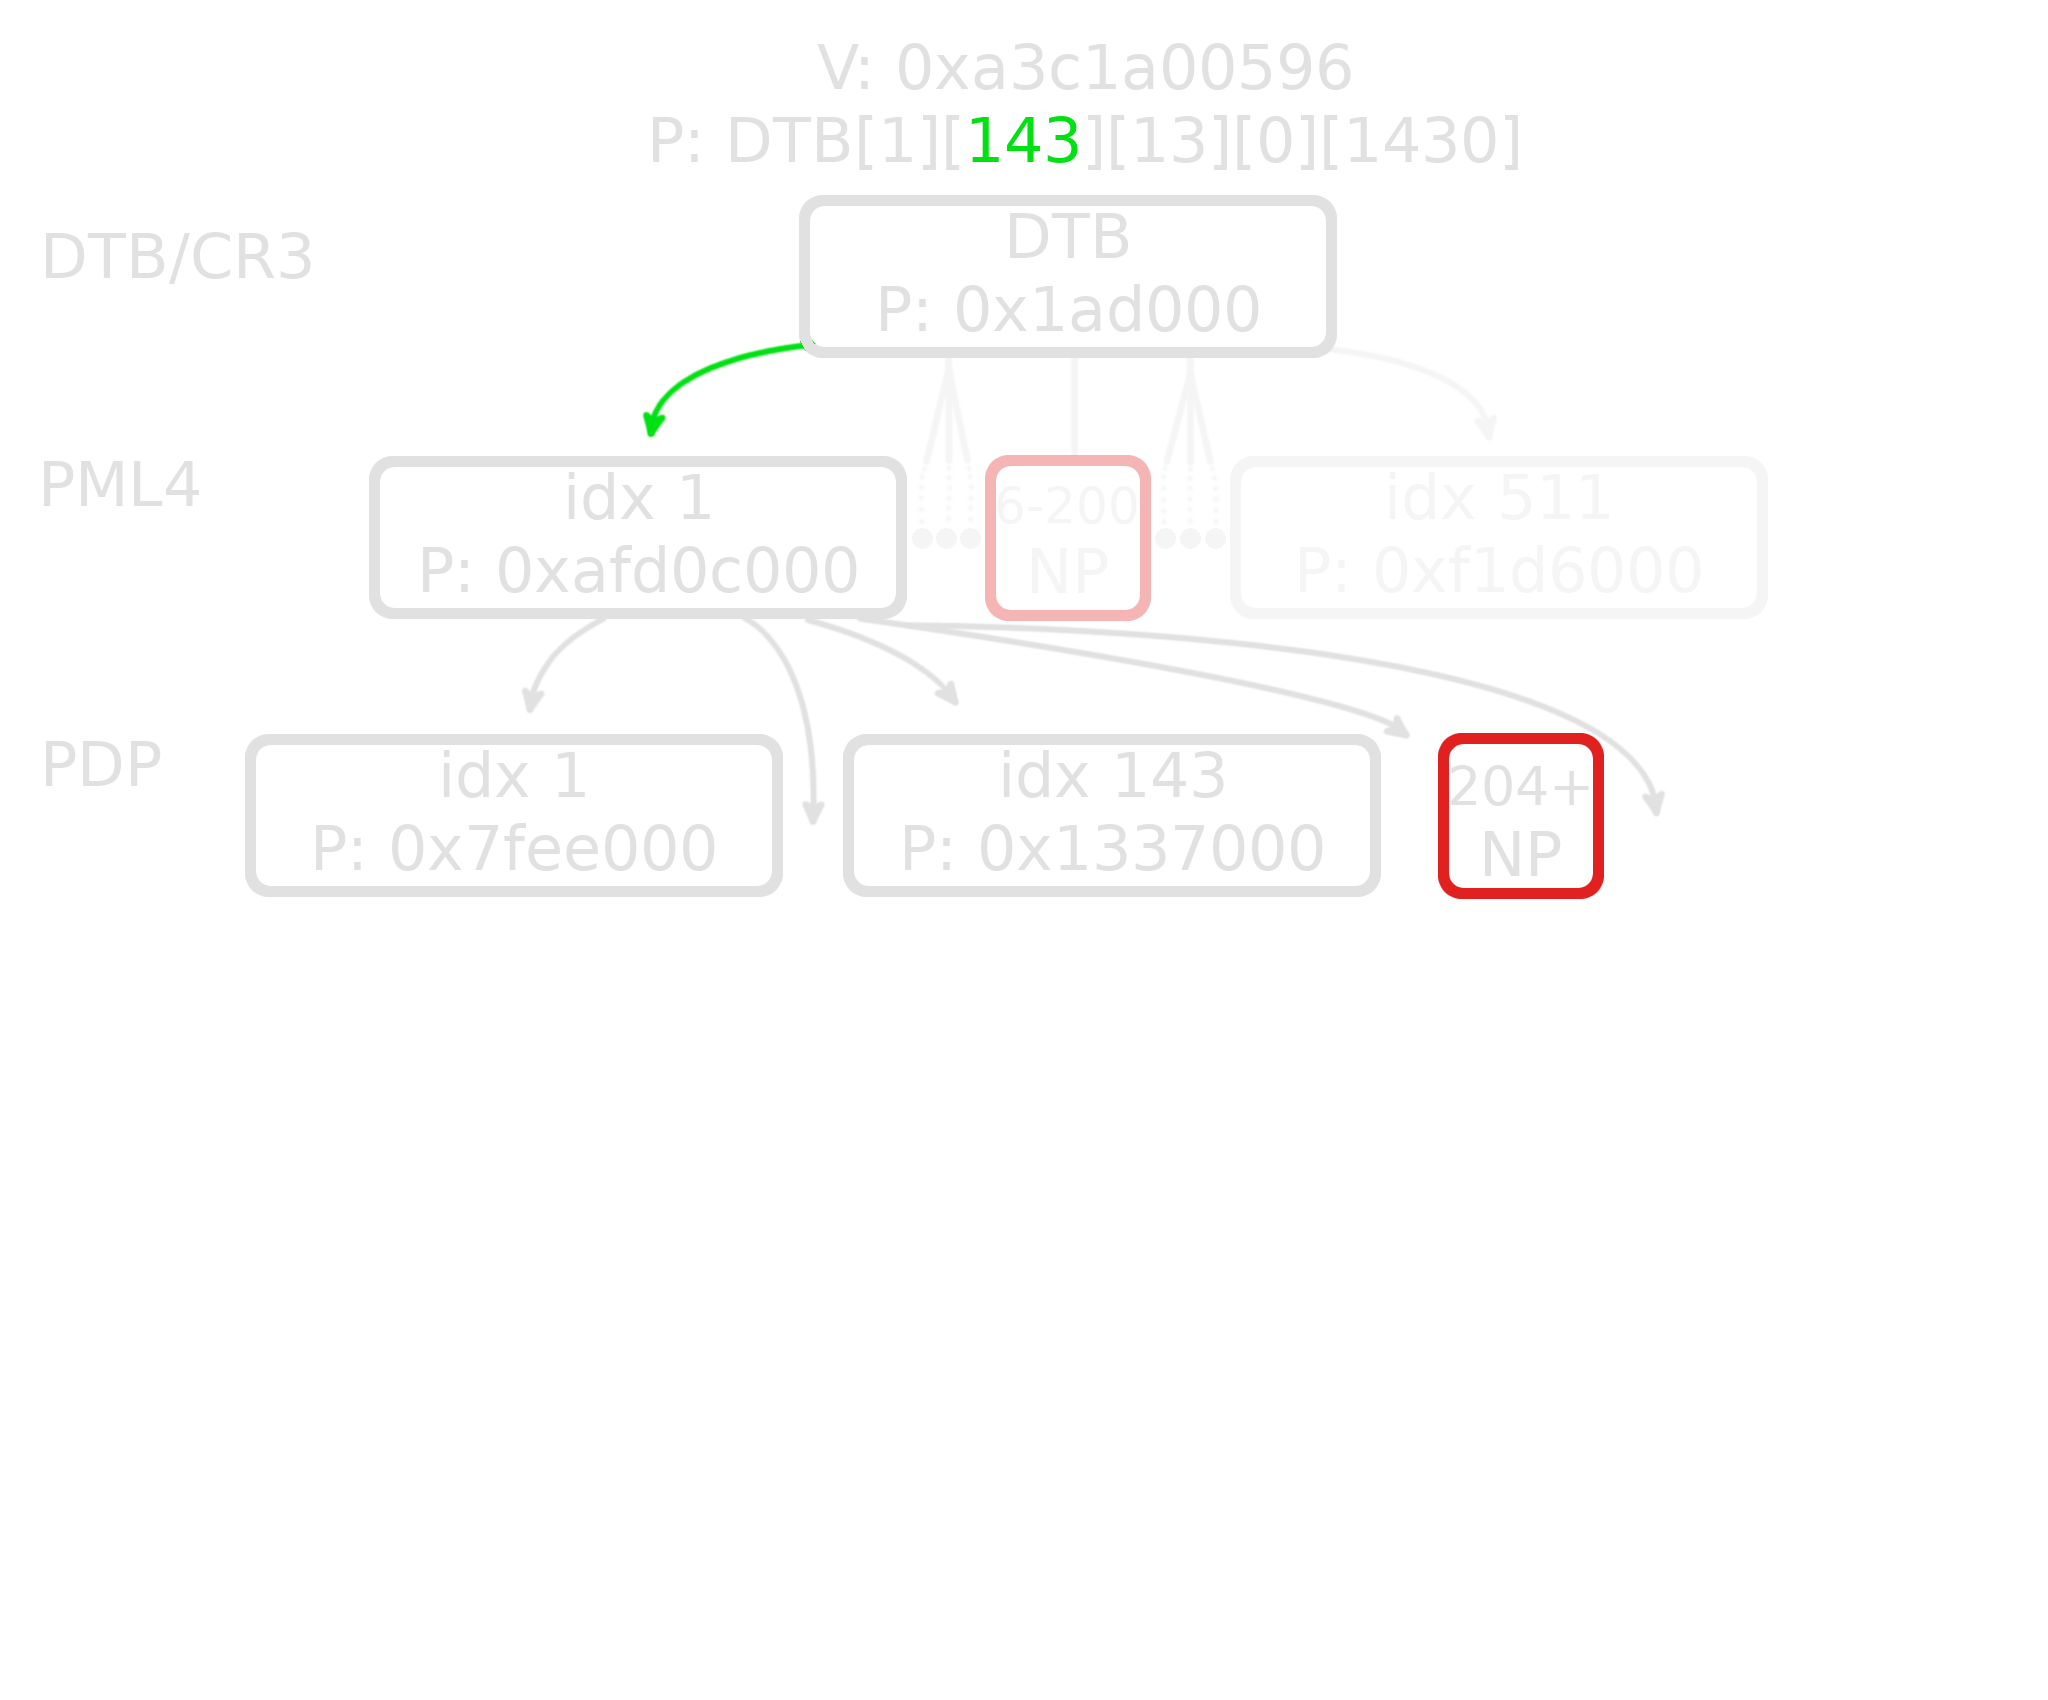 V: 0xa3c1a00596
P: DTB[1][143][13][0][1430]
DTB/CR3
DTB
P: 0x1ad000
PML4
idx 1
P: 0xafd0c000
6-200
NP
idx 511
P: 0xf1d6000
PDP
idx 1
P: 0x7fee000
idx 143
P: 0x1337000
204+
NP